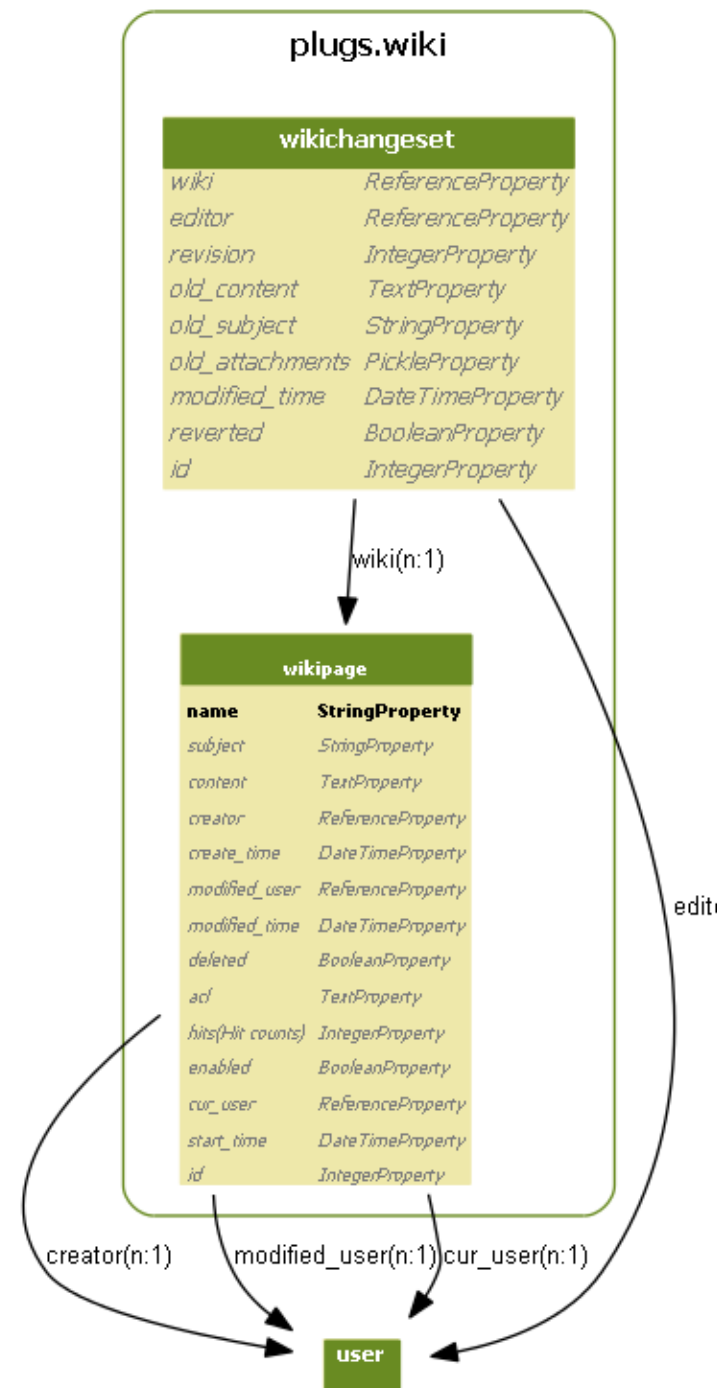 plugs.wiki
wikichangeset
wiki ReferenceProperty
editor ReferenceProperty
revision IntegerProperty
old_content TextProperty
old_subject StringProperty
old_attachments PickleProperty
modified_time DateTimeProperty
reverted BooleanProperty
id IntegerProperty
wiki(n:1)
wikipage
name StringProperty
subject StringProperty
content TextProperty
creator ReferenceProperty
create_time DateTimeProperty
modified_user ReferenceProperty
modified_time DateTimeProperty
edito
deleted BooleanProperty
acl TextProperty
hits(Hit counts) IntegerProperty
enabled BooleanProperty
cur_user ReferenceProperty
start_time DateTimeProperty
id IntegerProperty
creator(n:1) modified_user(n:1) cur_user(n:1)
user